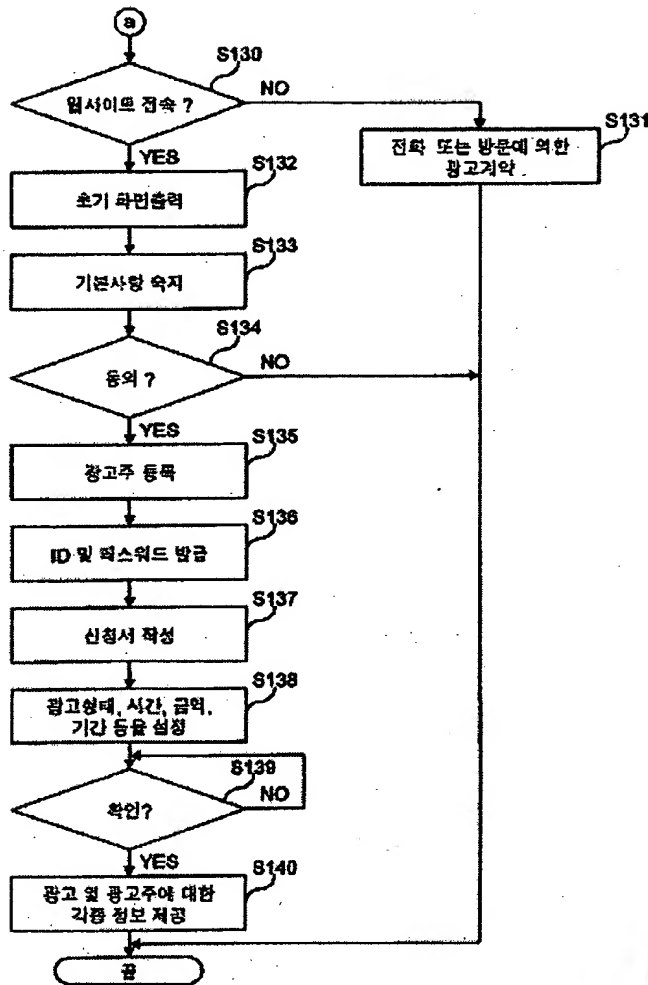 a
S130
웹사이트 접속 ?
NO
YES
S131
전화 또는 방문에 의한
광고계약
S132
초기 화면출력
S133
기본사항 숙지
S134
동의 ?
NO
YES
S135
광고주 등록
S136
ID 및 패스워드 발급
S137
신청서 작성
S138
광고형태, 시간, 금액,
기간 등을 설정
S139
확인?
NO
YES
S140
광고 및 광고주에 대한
각종 정보 제공
끝